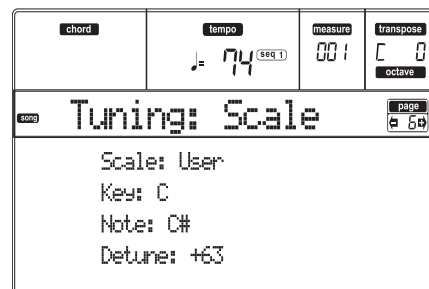 chord tempo measure transpose
♩= 74 seq 1 001 [ 0
octave
song Tuning: Scale page
6
Scale: User
Key: C
Note: C#
Detune: +63